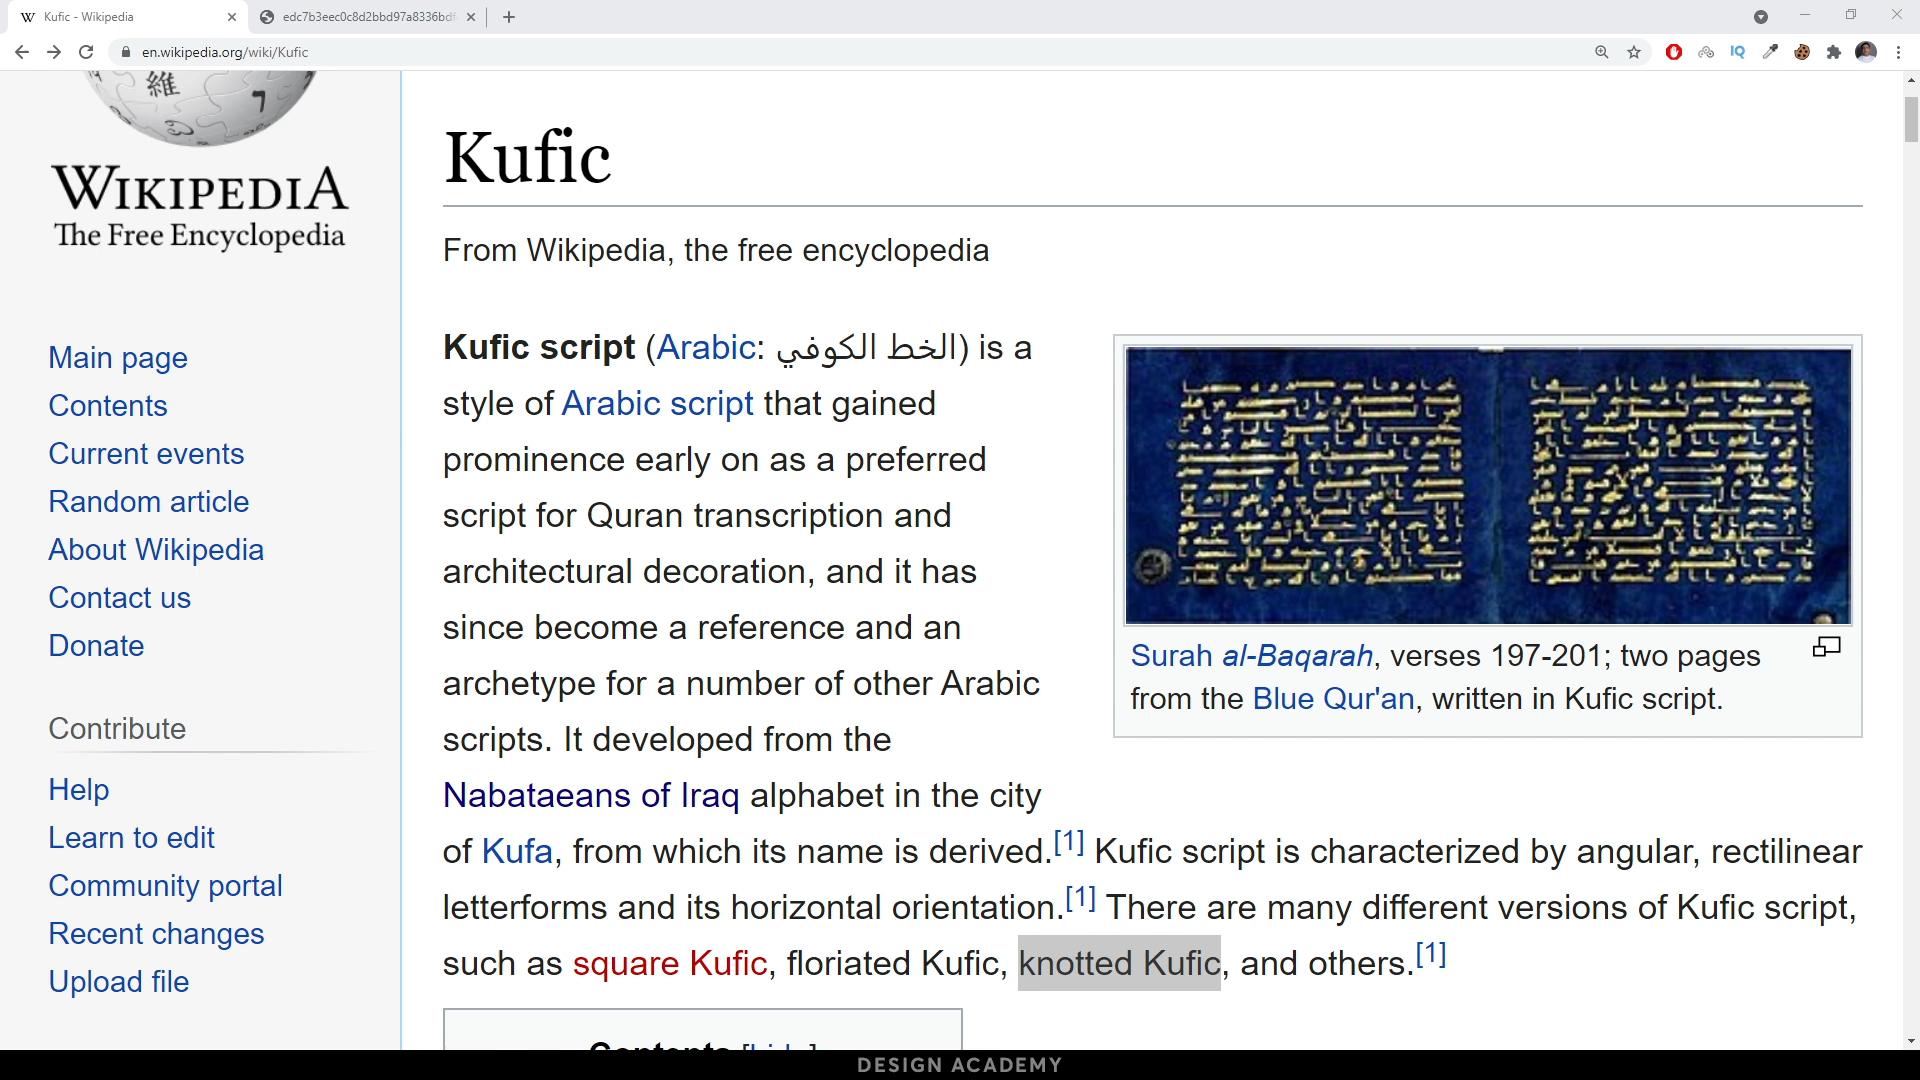 Kufic - Wikipedia
edc7b3eec0c8d2bbd97a8336bdf
en.wikipedia.org/wiki/Kufic
WIKIPEDIA
The Free Encyclopedia
Main page
Contents
Current events
Random article
About Wikipedia
Contact us
Donate
Contribute
Help
Learn to edit
Community portal
Recent changes
Upload file
Kufic
From Wikipedia, the free encyclopedia
Kufic script (Arabic: الخط الكوفي) is a
style of Arabic script that gained
prominence early on as a preferred
script for Quran transcription and
architectural decoration, and it has
since become a reference and an
archetype for a number of other Arabic
scripts. It developed from the
Nabataeans of Iraq alphabet in the city
of Kufa, from which its name is derived.[1] Kufic script is characterized by angular, rectilinear
letterforms and its horizontal orientation.[1] There are many different versions of Kufic script,
such as square Kufic, floriated Kufic, knotted Kufic, and others.[1]
Surah al-Baqarah, verses 197-201; two pages
from the Blue Qur'an, written in Kufic script.
Contents [hide]
DESIGN ACADEMY